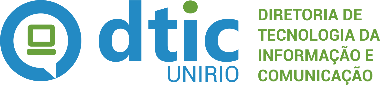 dtic
UNIRIO
DIRETORIA DE
TECNOLOGIA DA
INFORMAÇÃO E
COMUNICAÇÃO